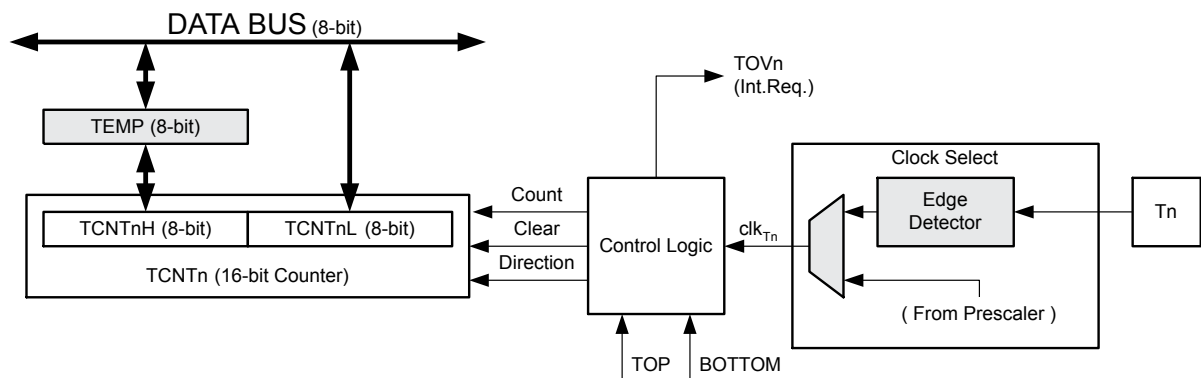 DATA BUS (8-bit)
TOVn
(Int.Req.)
TEMP (8-bit)
Clock Select
Count
Edge
Detector
Tn
TCNTnH (8-bit)
TCNTnL (8-bit)
Clear
Control Logic
clkTn
TCNTn (16-bit Counter)
Direction
( From Prescaler )
TOP
BOTTOM